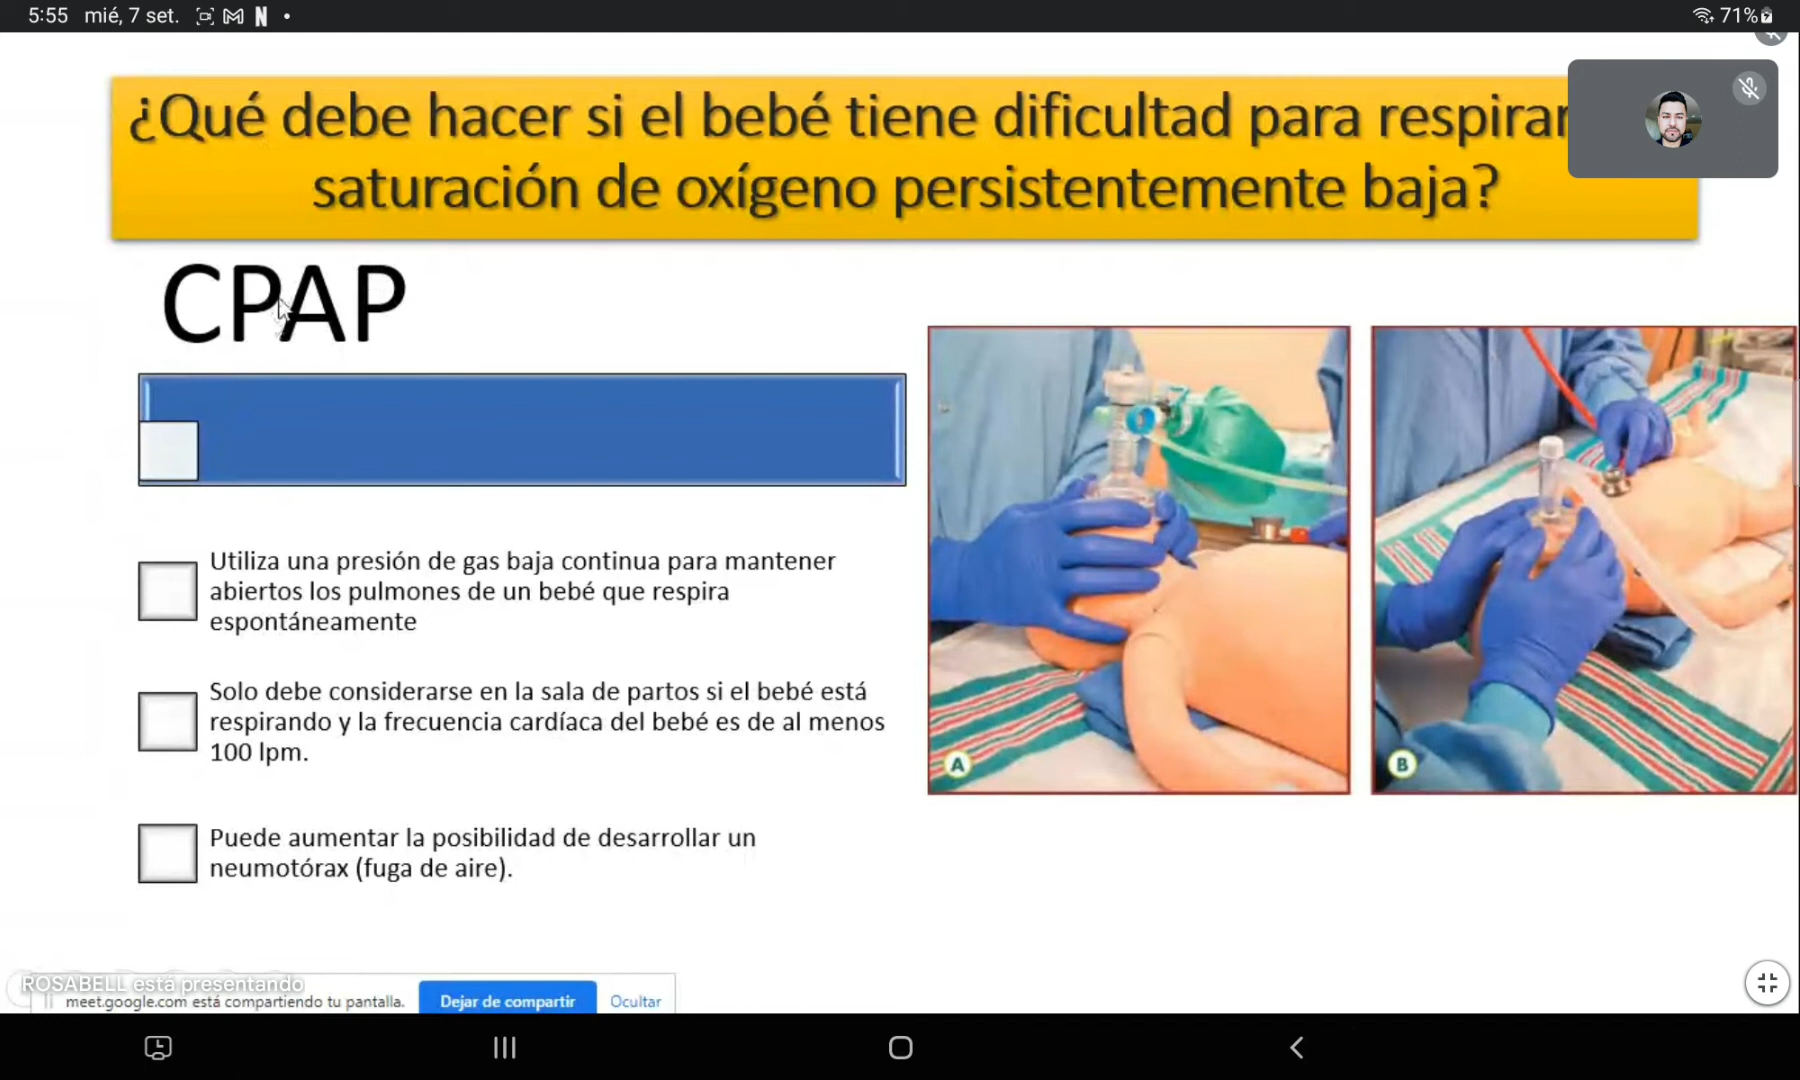 5:55 mié, 7 set.
71%
¿Qué debe hacer si el bebé tiene dificultad para respirar
saturación de oxígeno persistentemente baja?
CPAP
Utiliza una presión de gas baja continua para mantener
abiertos los pulmones de un bebé que respira
espontáneamente
Solo debe considerarse en la sala de partos si el bebé está
respirando y la frecuencia cardíaca del bebé es de al menos
100 lpm.
Puede aumentar la posibilidad de desarrollar un
neumotórax (fuga de aire).
A
B
ROSABELL está presentando
meet.google.com está compartiendo tu pantalla.
Dejar de compartir
Ocultar